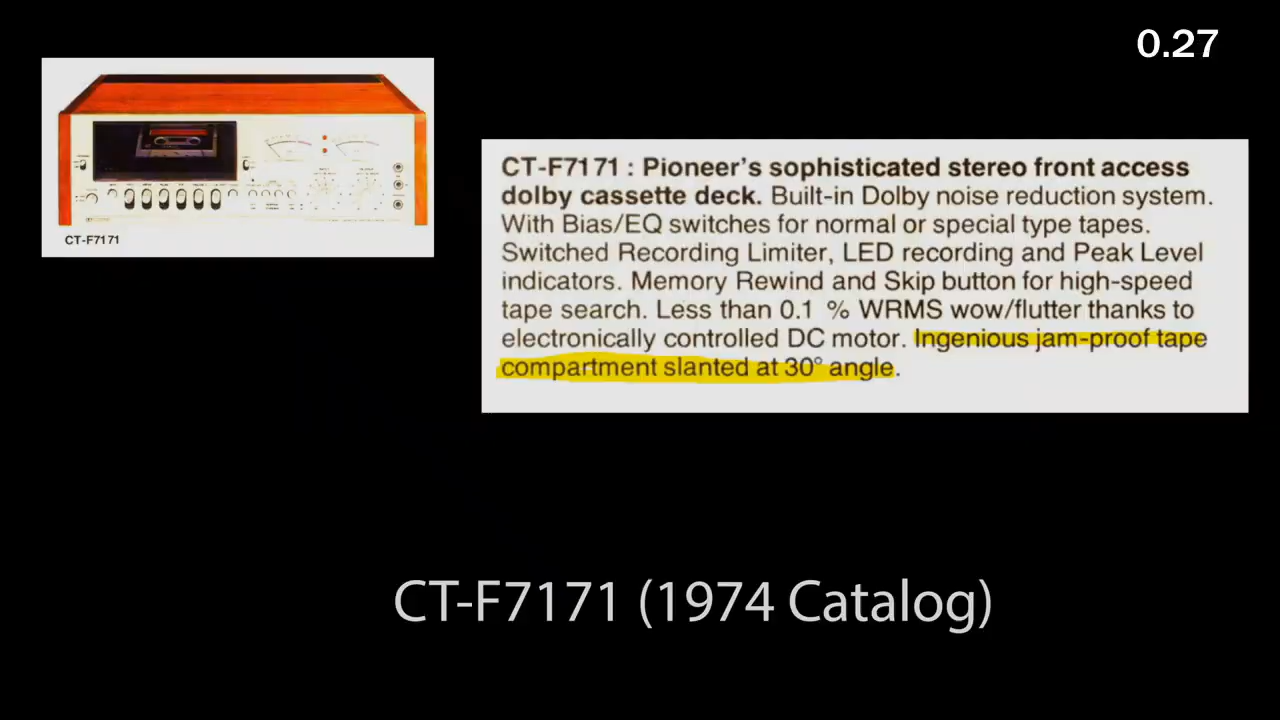 0.27
CT-F7171
CT-F7171 : Pioneer's sophisticated stereo front access
dolby cassette deck. Built-in Dolby noise reduction system.
With Bias/EQ switches for normal or special type tapes.
Switched Recording Limiter, LED recording and Peak Level
indicators. Memory Rewind and Skip button for high-speed
tape search. Less than 0.1 % WRMS wow/flutter thanks to
electronically controlled DC motor. Ingenious jam-proof tape
compartment slanted at 30° angle.
CT-F7171 (1974 Catalog)